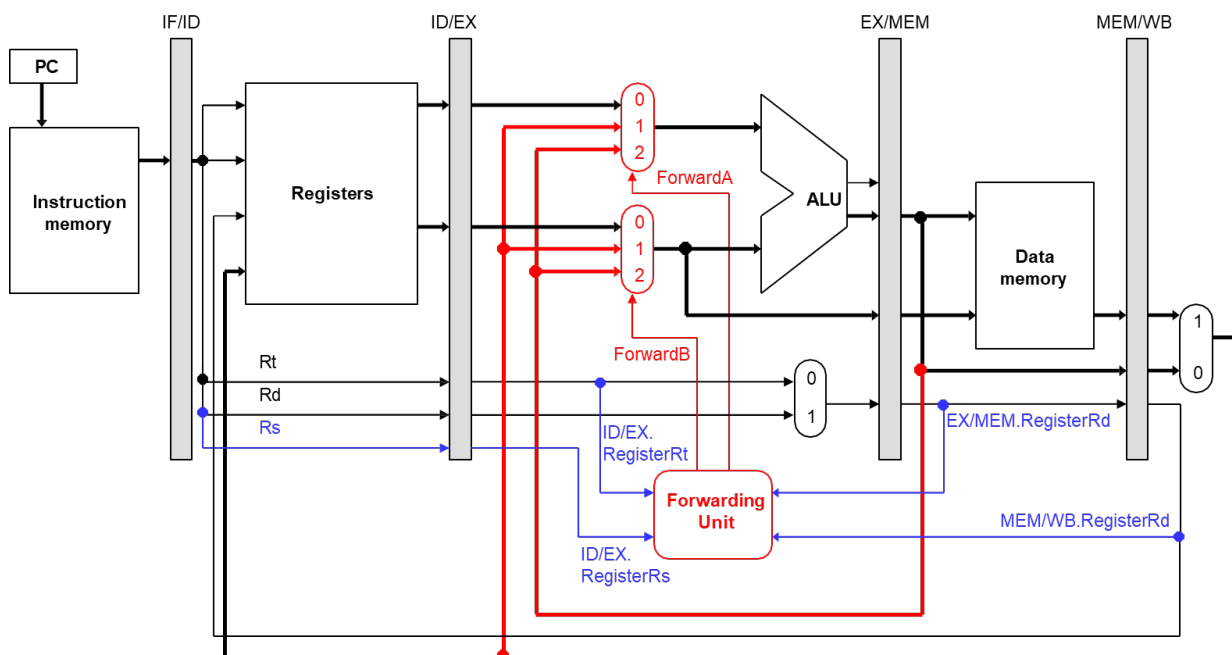 IF/ID
ID/EX
EX/MEM
MEM/WB
PC
Instruction
memory
Registers
0
1
2
ForwardA
ALU
0
1
2
ForwardB
Data
memory
1
0
Rt
Rd
Rs
0
1
ID/EX.
RegisterRt
EX/MEM.RegisterRd
Forwarding
Unit
MEM/WB.RegisterRd
ID/EX.
RegisterRs